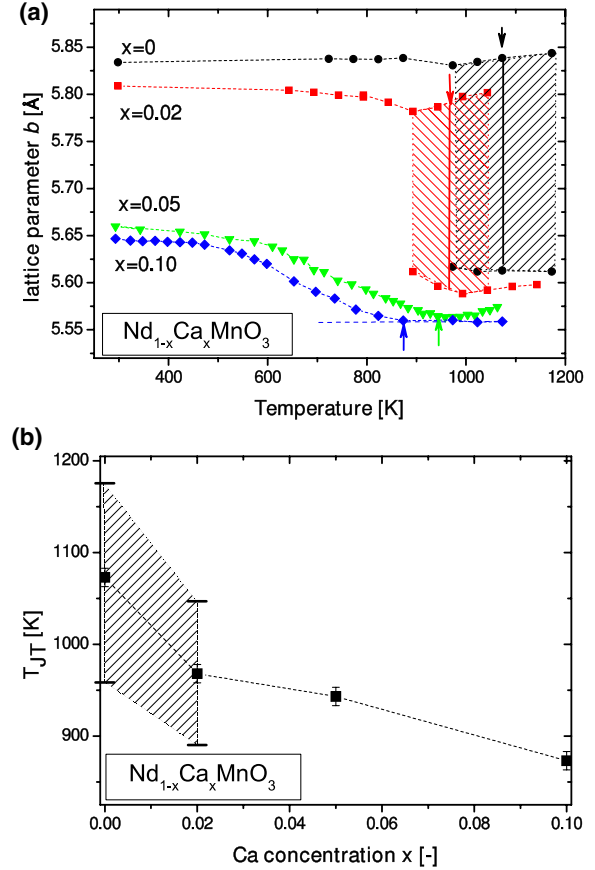 (a)
5.85
5.80
5.75
5.70
5.65
5.60
5.55
lattice parameter b [Å]
x=0
x=0.02
x=0.05
x=0.10
Nd1-xCaxMnO3
400
600
800
1000
1200
Temperature [K]
(b)
1200
1100
1000
900
TJT [K]
Nd1-xCaxMnO3
0.00
0.02
0.04
0.06
0.08
0.10
Ca concentration x [-]